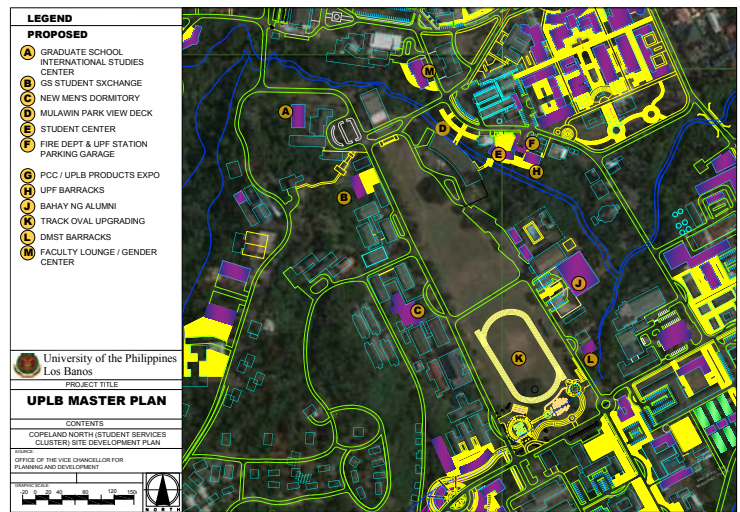 LEGEND
PROPOSED
A GRADUATE SCHOOL
INTERNATIONAL STUDIES
CENTER
B GS STUDENT SXCHANGE
C NEW MEN'S DORMITORY
D MULAWIN PARK VIEW DECK
E STUDENT CENTER
F FIRE DEPT & UPF STATION
PARKING GARAGE
G PCC / UPLB PRODUCTS EXPO
H UPF BARRACKS
J BAHAY NG ALUMNI
K TRACK OVAL UPGRADING
L DMST BARRACKS
M FACULTY LOUNGE / GENDER
CENTER
University of the Philippines
Los Banos
PROJECT TITLE
UPLB MASTER PLAN
CONTENTS
COPELAND NORTH (STUDENT SERVICES
CLUSTER) SITE DEVELOPMENT PLAN
SOURCE:
OFFICE OF THE VICE CHANCELLOR FOR
PLANNING AND DEVELOPMENT
GRAPHIC SCALE
-20 0 20 40 80 120 150
NORTH
M
A
D
E
F
H
B
J
C
K
L